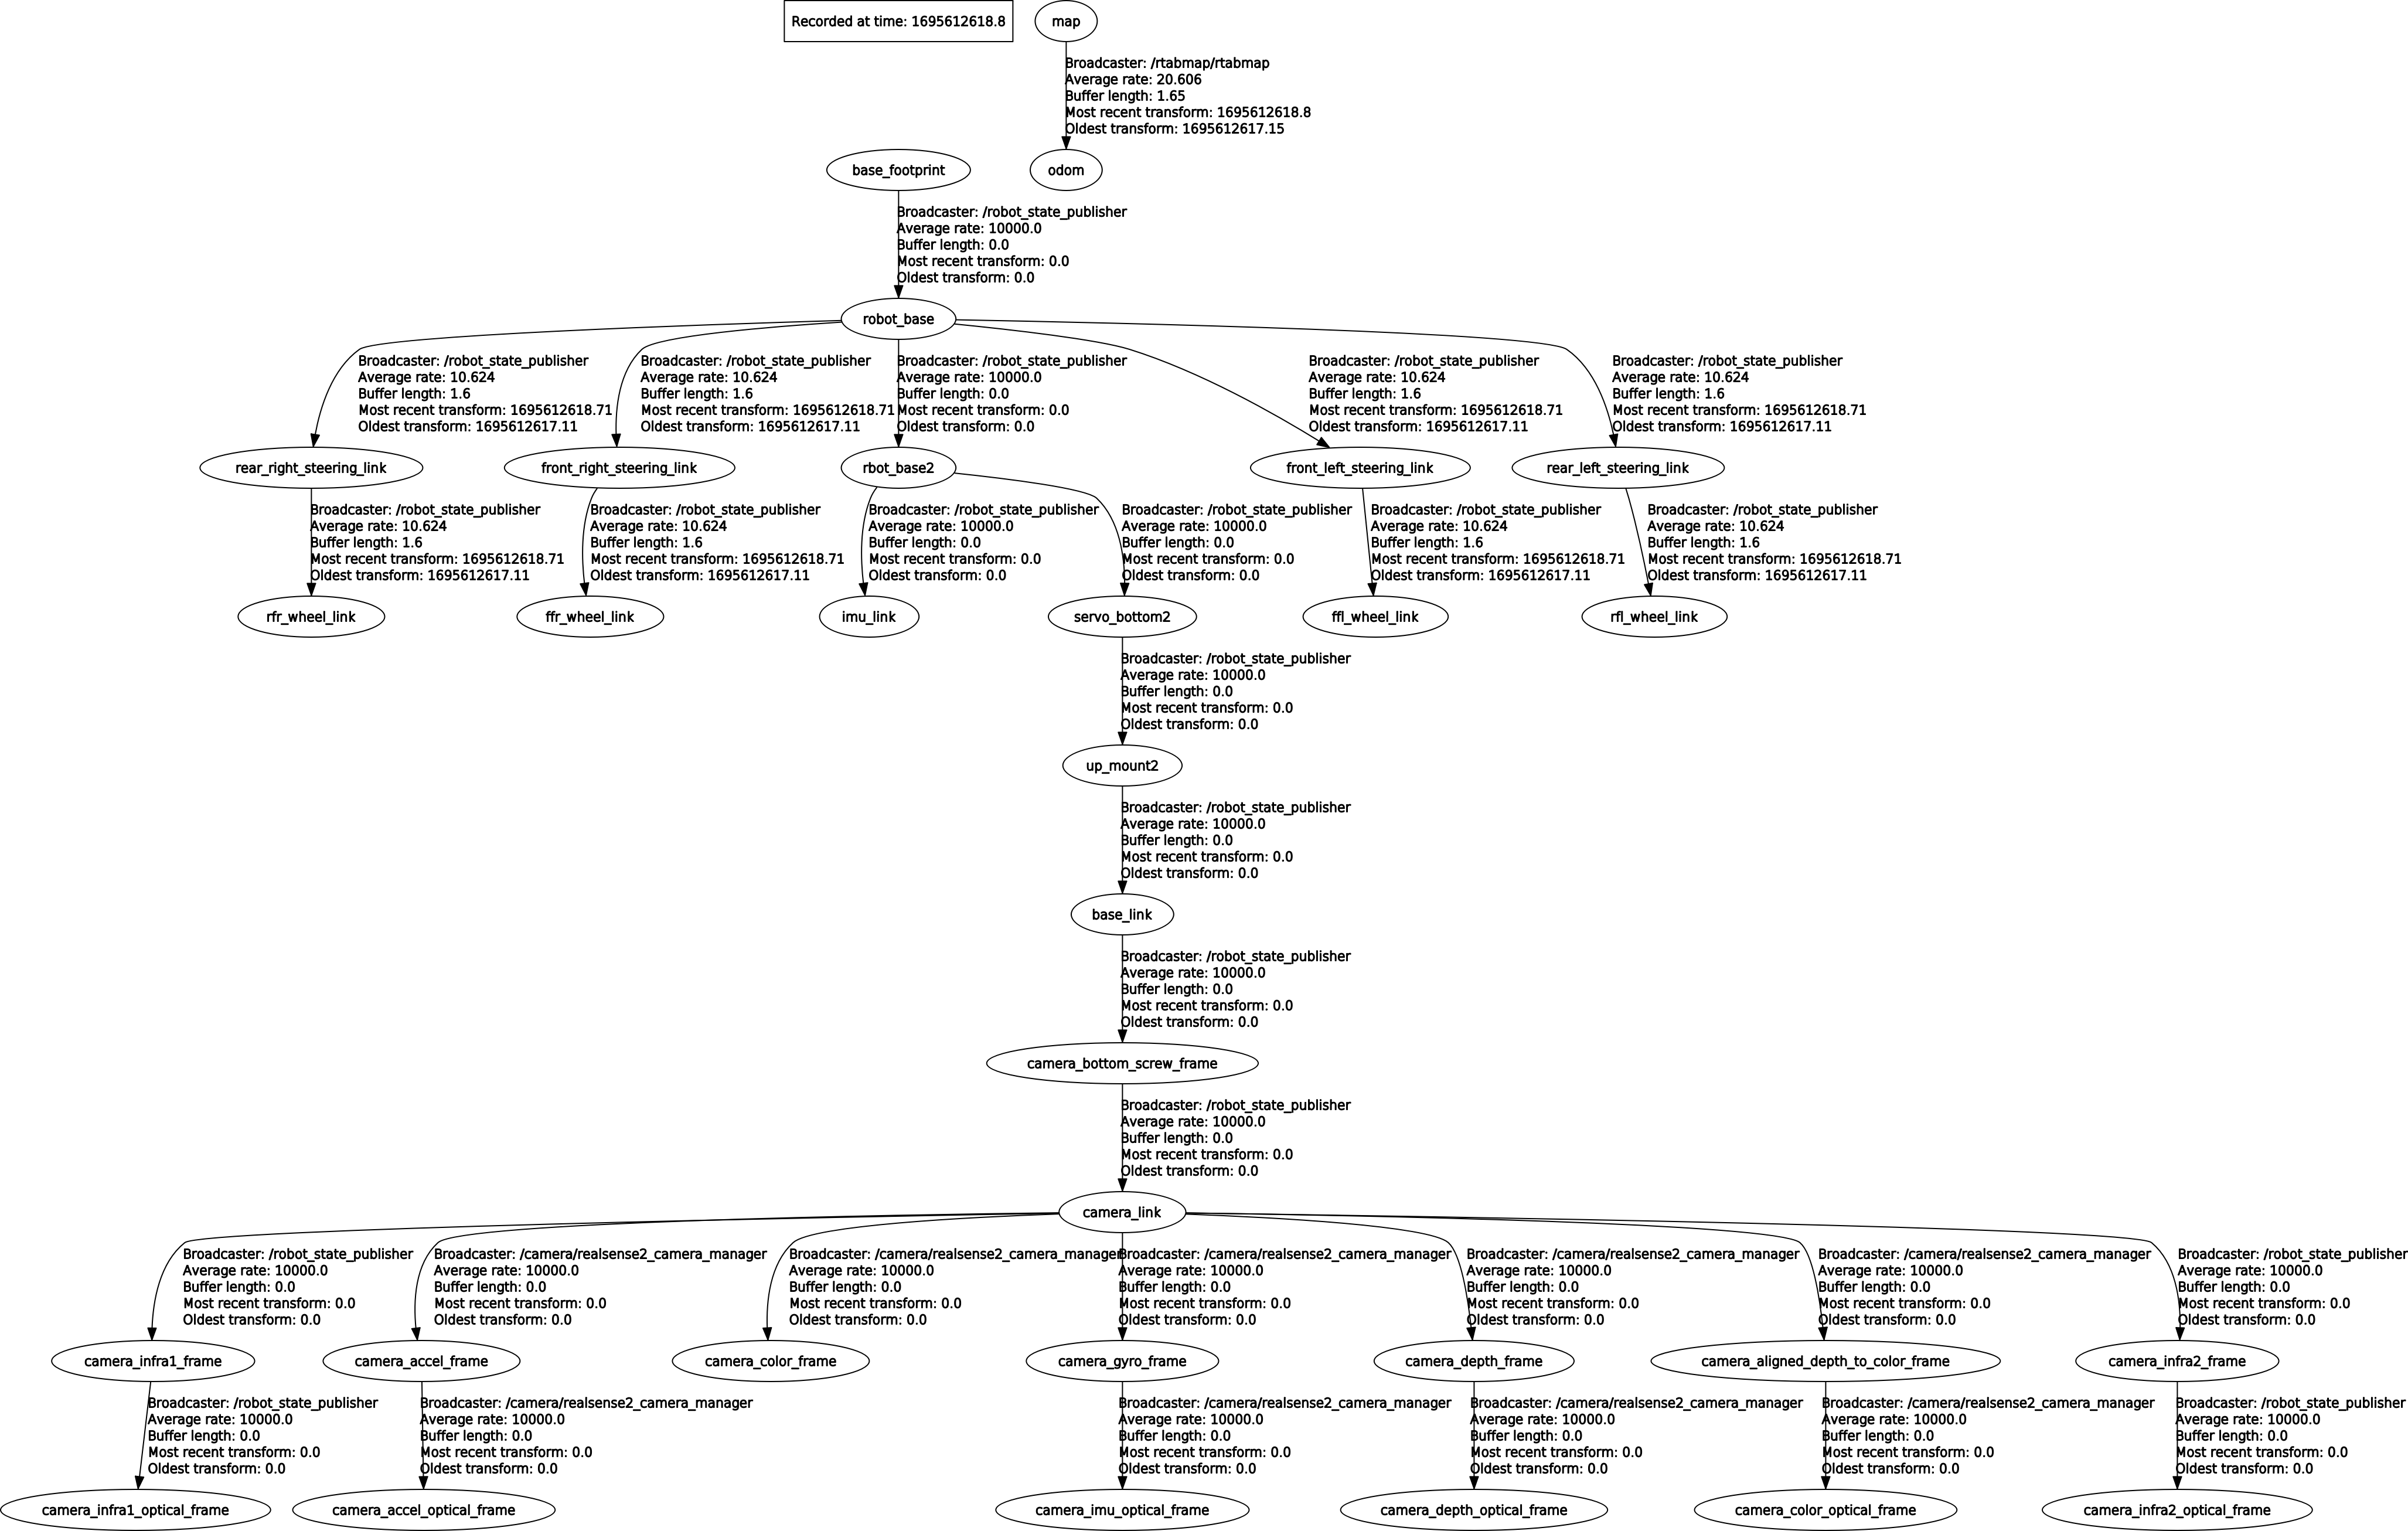 Recorded at time: 1695612618.8
map
Broadcaster: /rtabmap/rtabmap
Average rate: 20.606
Buffer length: 1.65
Most recent transform: 1695612618.8
Oldest transform: 1695612617.15
base_footprint
odom
Broadcaster: /robot_state_publisher
Average rate: 10000.0
Buffer length: 0.0
Most recent transform: 0.0
Oldest transform: 0.0
robot_base
Broadcaster: /robot_state_publisher
Average rate: 10.624
Buffer length: 1.6
Most recent transform: 1695612618.71
Oldest transform: 1695612617.11
Broadcaster: /robot_state_publisher
Average rate: 10.624
Buffer length: 1.6
Most recent transform: 1695612618.71
Oldest transform: 1695612617.11
Broadcaster: /robot_state_publisher
Average rate: 10000.0
Buffer length: 0.0
Most recent transform: 0.0
Oldest transform: 0.0
Broadcaster: /robot_state_publisher
Average rate: 10.624
Buffer length: 1.6
Most recent transform: 1695612618.71
Oldest transform: 1695612617.11
Broadcaster: /robot_state_publisher
Average rate: 10.624
Buffer length: 1.6
Most recent transform: 1695612618.71
Oldest transform: 1695612617.11
rear_right_steering_link
front_right_steering_link
rbot_base2
front_left_steering_link
rear_left_steering_link
Broadcaster: /robot_state_publisher
Average rate: 10.624
Buffer length: 1.6
Most recent transform: 1695612618.71
Oldest transform: 1695612617.11
Broadcaster: /robot_state_publisher
Average rate: 10.624
Buffer length: 1.6
Most recent transform: 1695612618.71
Oldest transform: 1695612617.11
Broadcaster: /robot_state_publisher
Average rate: 10000.0
Buffer length: 0.0
Most recent transform: 0.0
Oldest transform: 0.0
Broadcaster: /robot_state_publisher
Average rate: 10000.0
Buffer length: 0.0
Most recent transform: 0.0
Oldest transform: 0.0
Broadcaster: /robot_state_publisher
Average rate: 10.624
Buffer length: 1.6
Most recent transform: 1695612618.71
Oldest transform: 1695612617.11
Broadcaster: /robot_state_publisher
Average rate: 10.624
Buffer length: 1.6
Most recent transform: 1695612618.71
Oldest transform: 1695612617.11
rfr_wheel_link
ffr_wheel_link
imu_link
servo_bottom2
ffl_wheel_link
rfl_wheel_link
Broadcaster: /robot_state_publisher
Average rate: 10000.0
Buffer length: 0.0
Most recent transform: 0.0
Oldest transform: 0.0
up_mount2
Broadcaster: /robot_state_publisher
Average rate: 10000.0
Buffer length: 0.0
Most recent transform: 0.0
Oldest transform: 0.0
base_link
Broadcaster: /robot_state_publisher
Average rate: 10000.0
Buffer length: 0.0
Most recent transform: 0.0
Oldest transform: 0.0
camera_bottom_screw_frame
Broadcaster: /robot_state_publisher
Average rate: 10000.0
Buffer length: 0.0
Most recent transform: 0.0
Oldest transform: 0.0
camera_link
Broadcaster: /robot_state_publisher
Average rate: 10000.0
Buffer length: 0.0
Most recent transform: 0.0
Oldest transform: 0.0
Broadcaster: /camera/realsense2_camera_manager
Average rate: 10000.0
Buffer length: 0.0
Most recent transform: 0.0
Oldest transform: 0.0
Broadcaster: /camera/realsense2_camera_manager
Average rate: 10000.0
Buffer length: 0.0
Most recent transform: 0.0
Oldest transform: 0.0
Broadcaster: /camera/realsense2_camera_manager
Average rate: 10000.0
Buffer length: 0.0
Most recent transform: 0.0
Oldest transform: 0.0
Broadcaster: /camera/realsense2_camera_manager
Average rate: 10000.0
Buffer length: 0.0
Most recent transform: 0.0
Oldest transform: 0.0
Broadcaster: /camera/realsense2_camera_manager
Average rate: 10000.0
Buffer length: 0.0
Most recent transform: 0.0
Oldest transform: 0.0
Broadcaster: /robot_state_publisher
Average rate: 10000.0
Buffer length: 0.0
Most recent transform: 0.0
Oldest transform: 0.0
camera_infra1_frame
camera_accel_frame
camera_color_frame
camera_gyro_frame
camera_depth_frame
camera_aligned_depth_to_color_frame
camera_infra2_frame
Broadcaster: /robot_state_publisher
Average rate: 10000.0
Buffer length: 0.0
Most recent transform: 0.0
Oldest transform: 0.0
Broadcaster: /camera/realsense2_camera_manager
Average rate: 10000.0
Buffer length: 0.0
Most recent transform: 0.0
Oldest transform: 0.0
Broadcaster: /camera/realsense2_camera_manager
Average rate: 10000.0
Buffer length: 0.0
Most recent transform: 0.0
Oldest transform: 0.0
Broadcaster: /camera/realsense2_camera_manager
Average rate: 10000.0
Buffer length: 0.0
Most recent transform: 0.0
Oldest transform: 0.0
Broadcaster: /camera/realsense2_camera_manager
Average rate: 10000.0
Buffer length: 0.0
Most recent transform: 0.0
Oldest transform: 0.0
Broadcaster: /robot_state_publisher
Average rate: 10000.0
Buffer length: 0.0
Most recent transform: 0.0
Oldest transform: 0.0
camera_infra1_optical_frame
camera_accel_optical_frame
camera_imu_optical_frame
camera_depth_optical_frame
camera_color_optical_frame
camera_infra2_optical_frame